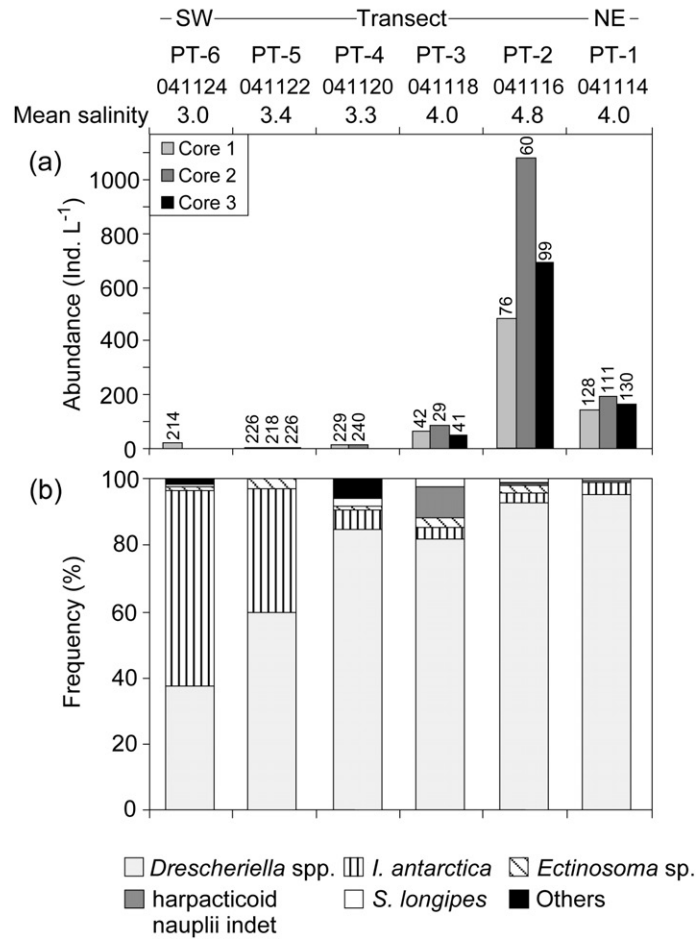 SW Transect NE
PT-6 PT-5 PT-4 PT-3 PT-2 PT-1
041124 041122 041120 041118 041116 041114
Mean salinity 3.0 3.4 3.3 4.0 4.8 4.0
(a)
Abundance (Ind. L⁻¹)
1000
800
600
400
200
0
Core 1
Core 2
Core 3
214
226 218 226
229 240
42 29 41
76 60 99
128 111 130
(b)
Frequency (%)
100
80
60
40
20
0
Drescheriella spp. I. antarctica Ectinosoma sp.
harpacticoid S. longipes Others
nauplii indet